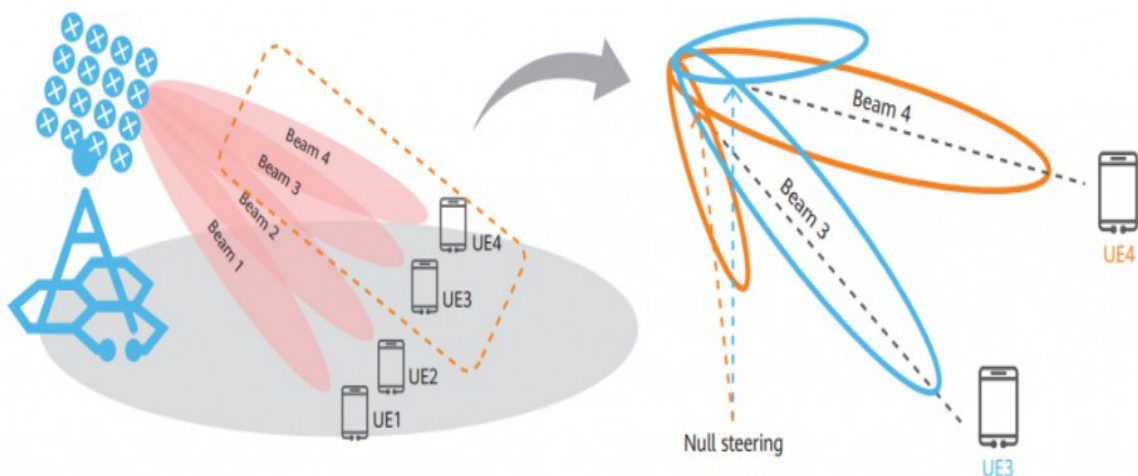 Beam 4
Beam 3
Beam 2
Beam 1
UE4
UE3
UE2
UE1
Beam 4
Beam 3
UE4
Null steering
UE3